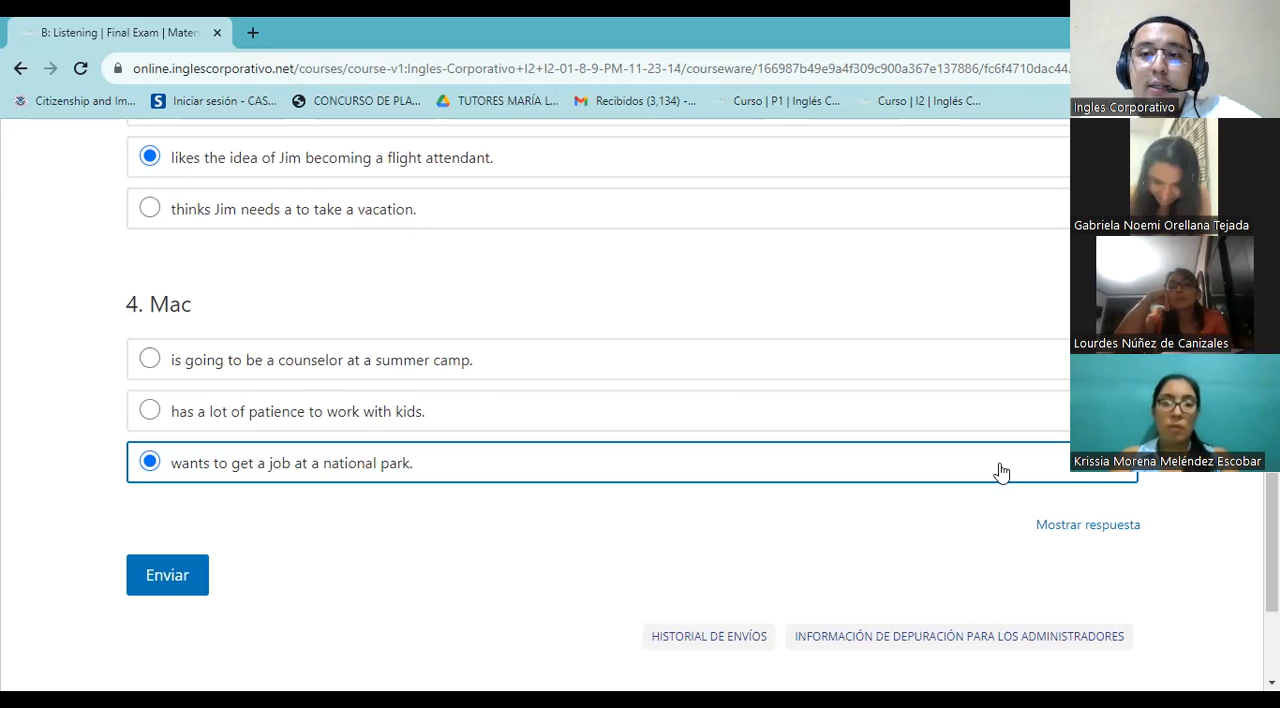 B: Listening | Final Exam | Mater
online.inglescorporativo.net/courses/course-v1:Ingles-Corporativo+I2+I2-01-8-9-PM-11-23-14/courseware/166987b49e9a4f309c900a367e137886/fc6f4710dac44.
Citizenship and Im... Iniciar sesión - CAS... CONCURSO DE PLA... TUTORES MARÍA L... Recibidos (3,134) -... Curso | P1 | Inglés C... Curso | I2 | Inglés C...
Ingles Corporativo
likes the idea of Jim becoming a flight attendant.
thinks Jim needs a to take a vacation.
Gabriela Noemi Orellana Tejada
4. Mac
Lourdes Núñez de Canizales
is going to be a counselor at a summer camp.
has a lot of patience to work with kids.
wants to get a job at a national park.
Krissia Morena Meléndez Escobar
Mostrar respuesta
Enviar
HISTORIAL DE ENVÍOS INFORMACIÓN DE DEPURACIÓN PARA LOS ADMINISTRADORES